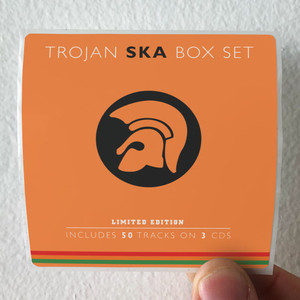 TROJAN SKA BOX SET
LIMITED EDITION
INCLUDES 50 TRACKS ON 3 CDS